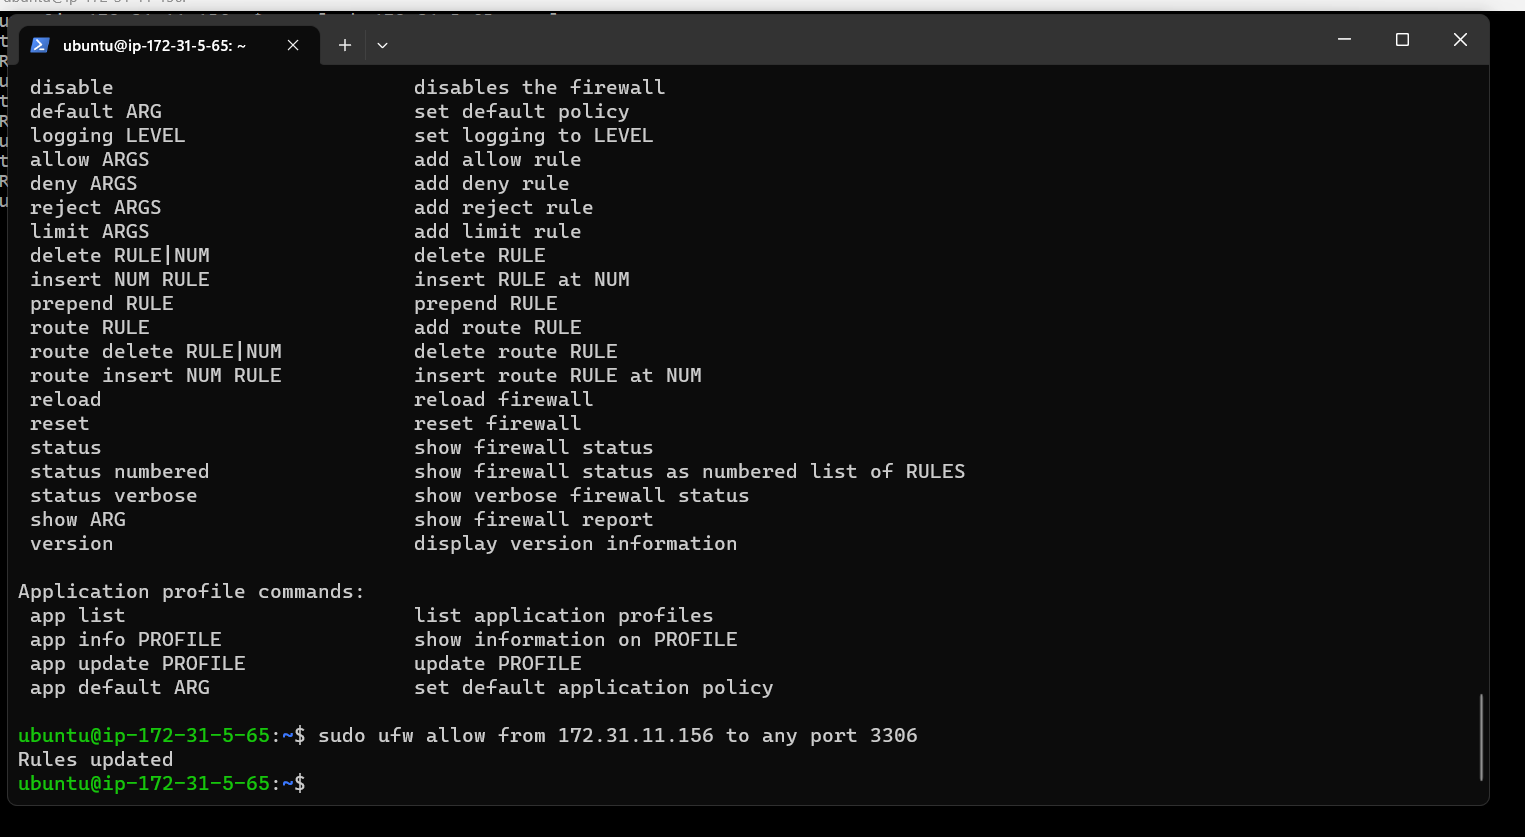 ubuntu@ip-172-31-5-65: ~
disable disables the firewall
default ARG set default policy
logging LEVEL set logging to LEVEL
allow ARGS add allow rule
deny ARGS add deny rule
reject ARGS add reject rule
limit ARGS add limit rule
delete RULE|NUM delete RULE
insert NUM RULE insert RULE at NUM
prepend RULE prepend RULE
route RULE add route RULE
route delete RULE|NUM delete route RULE
route insert NUM RULE insert route RULE at NUM
reload reload firewall
reset reset firewall
status show firewall status
status numbered show firewall status as numbered list of RULES
status verbose show verbose firewall status
show ARG show firewall report
version display version information
Application profile commands:
app list list application profiles
app info PROFILE show information on PROFILE
app update PROFILE update PROFILE
app default ARG set default application policy
ubuntu@ip-172-31-5-65:~$ sudo ufw allow from 172.31.11.156 to any port 3306
Rules updated
ubuntu@ip-172-31-5-65:~$